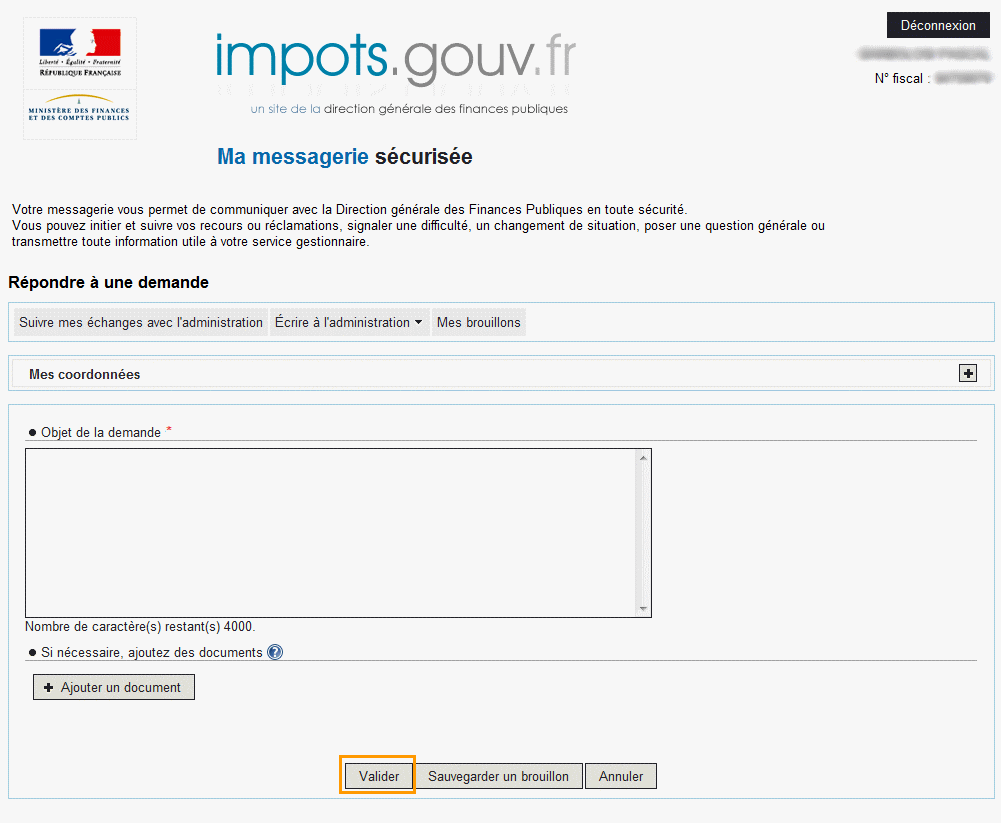 Déconnexion
Liberté • Égalité • Fraternité
RÉPUBLIQUE FRANÇAISE
MINISTÈRE DES FINANCES
ET DES COMPTES PUBLICS
impots.gouv.fr
un site de la direction générale des finances publiques
N° fiscal :
Ma messagerie sécurisée
Votre messagerie vous permet de communiquer avec la Direction générale des Finances Publiques en toute sécurité.
Vous pouvez initier et suivre vos recours ou réclamations, signaler une difficulté, un changement de situation, poser une question générale ou
transmettre toute information utile à votre service gestionnaire.
Répondre à une demande
Suivre mes échanges avec l'administration Écrire à l'administration Mes brouillons
Mes coordonnées
Objet de la demande *
Nombre de caractère(s) restant(s) 4000.
Si nécessaire, ajoutez des documents ?
Ajouter un document
Valider Sauvegarder un brouillon Annuler